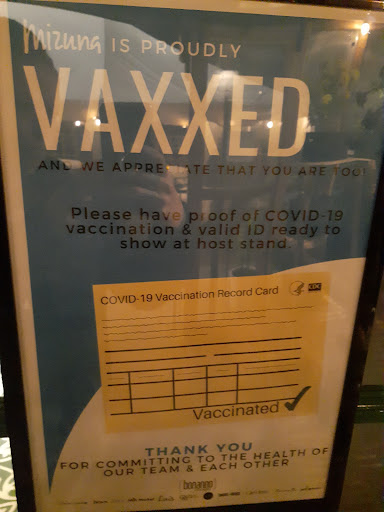 Mizuna IS PROUDLY
VAXXED
AND WE APPRECIATE THAT YOU ARE TOO!
Please have proof of COVID-19
vaccination & valid ID ready to
show at host stand.
COVID-19 Vaccination Record Card
CDC
Vaccinated
THANK YOU
FOR COMMITTING TO THE HEALTH OF
OUR TEAM & EACH OTHER
bonanno